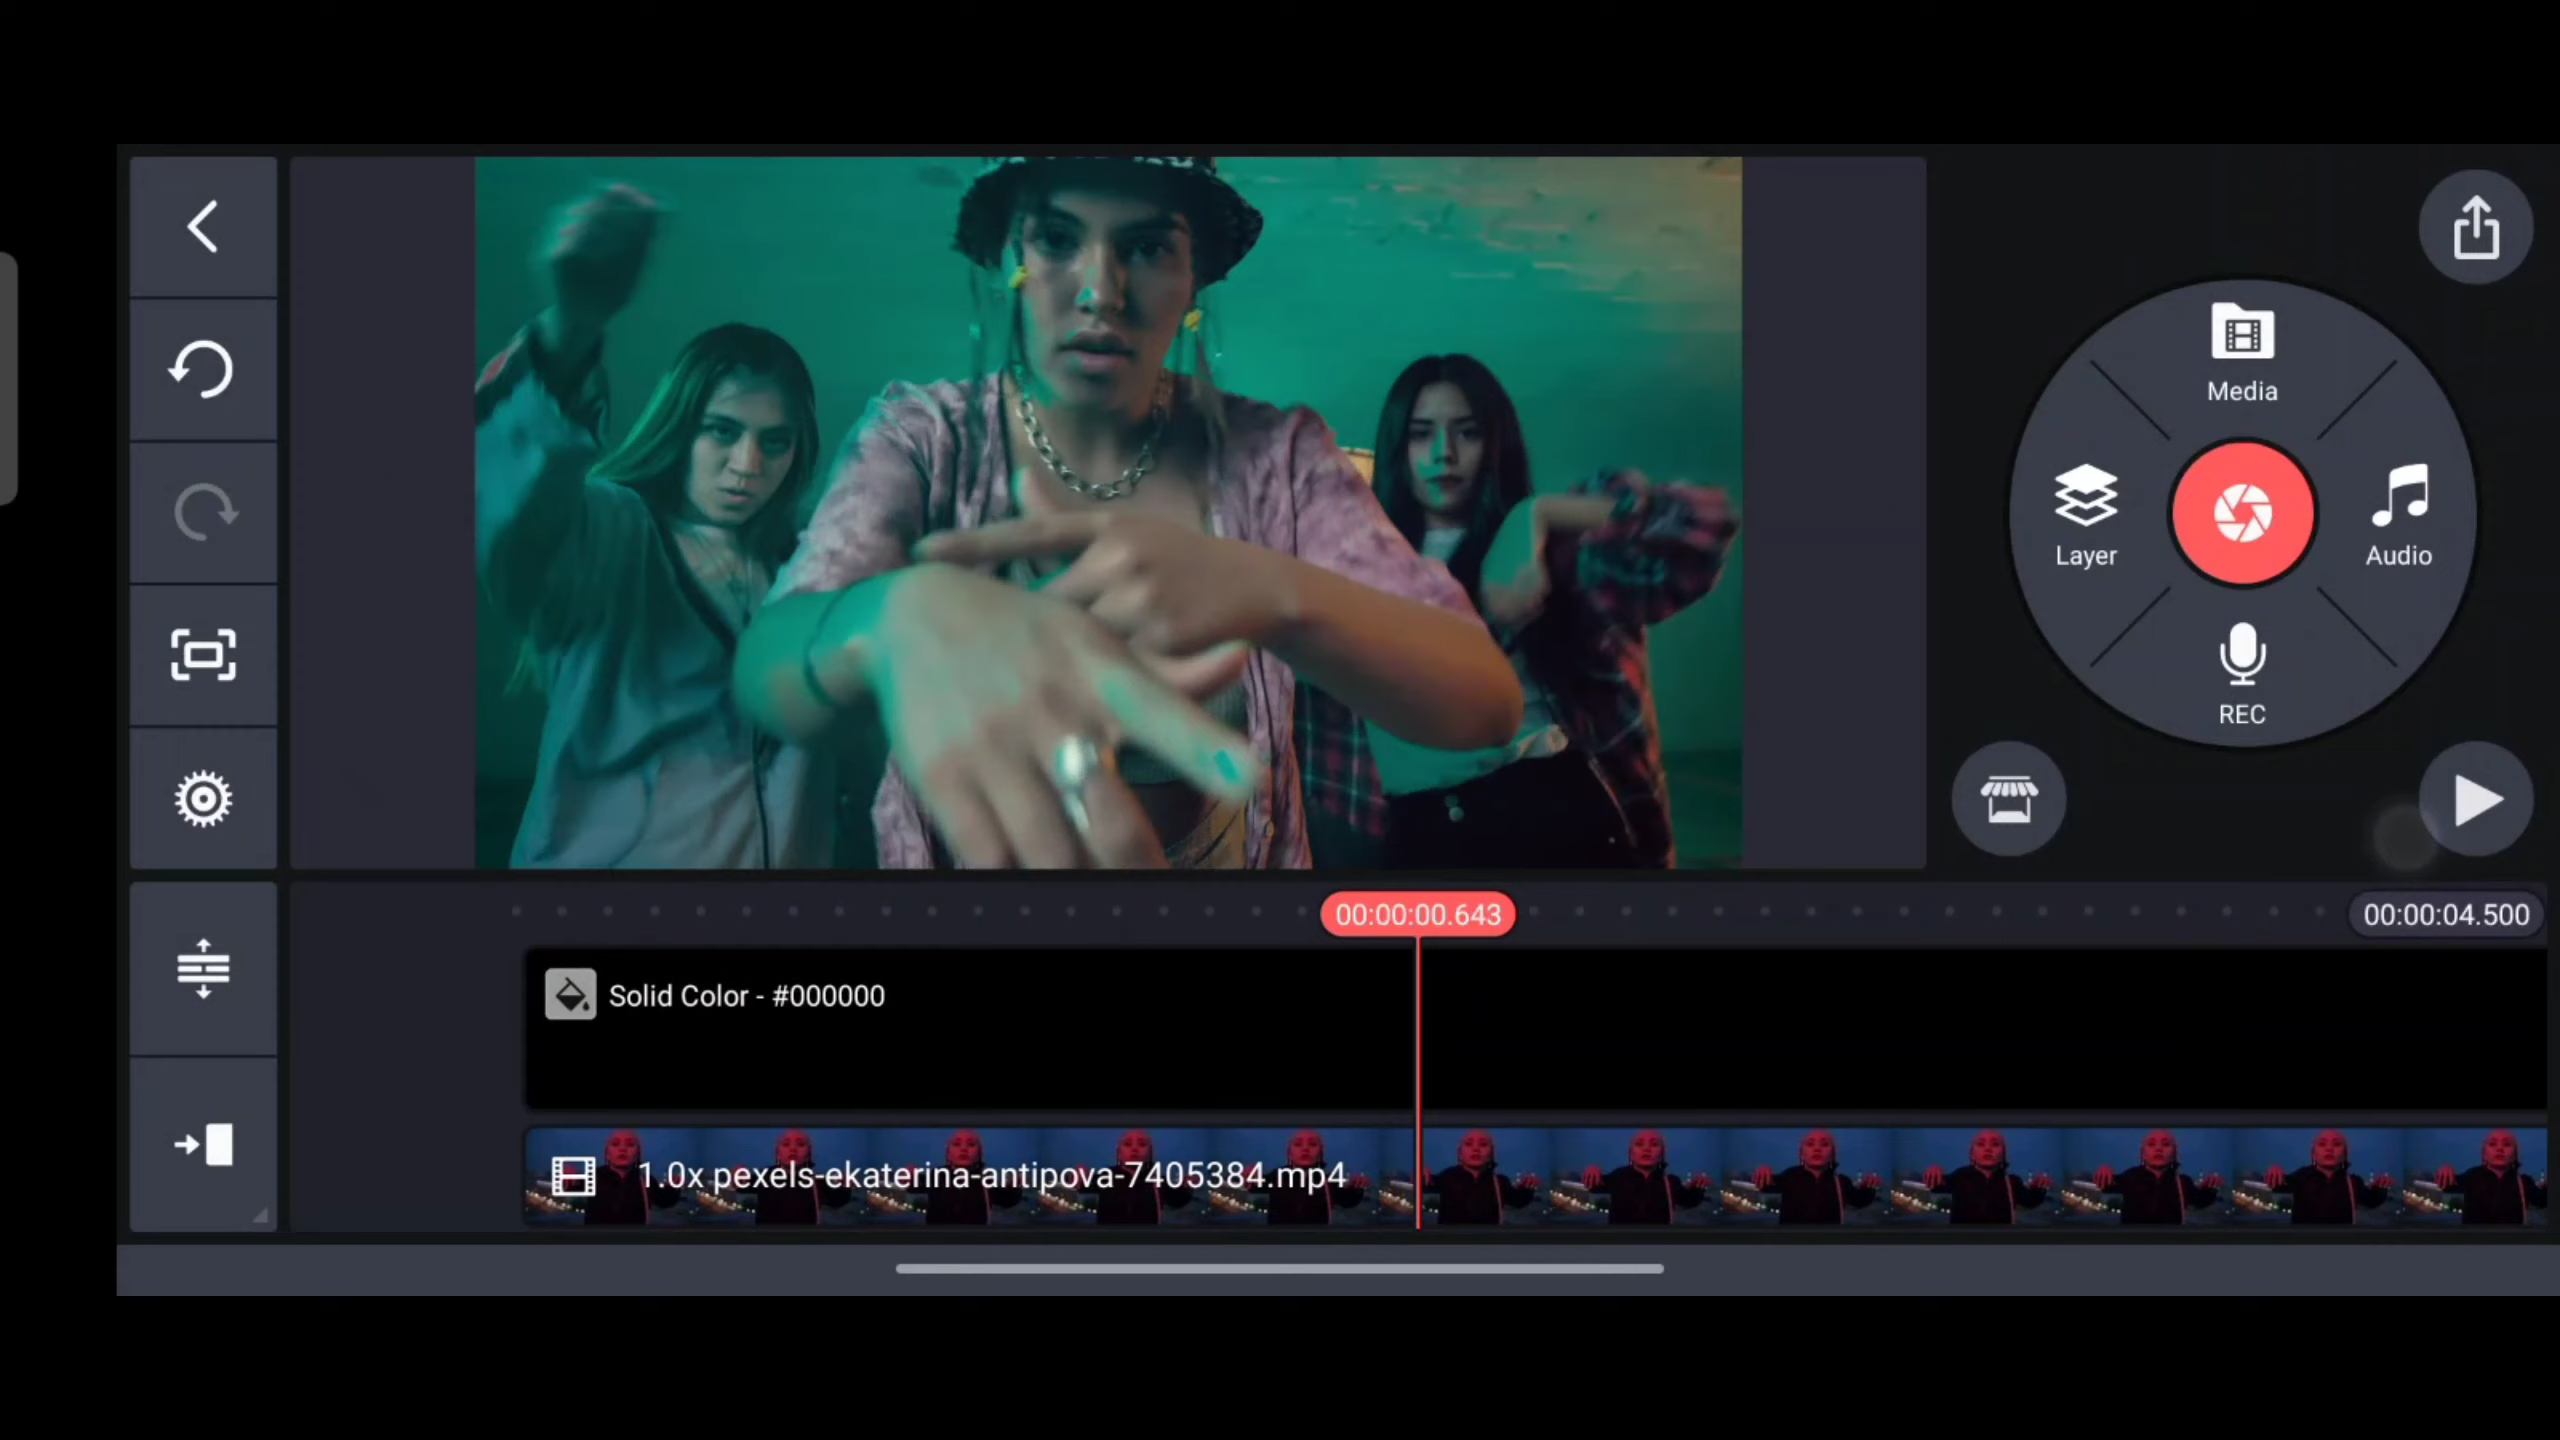 Media
Layer
Audio
REC
00:00:00.643
00:00:04.500
Solid Color - #000000
1.0x pexels-ekaterina-antipova-7405384.mp4